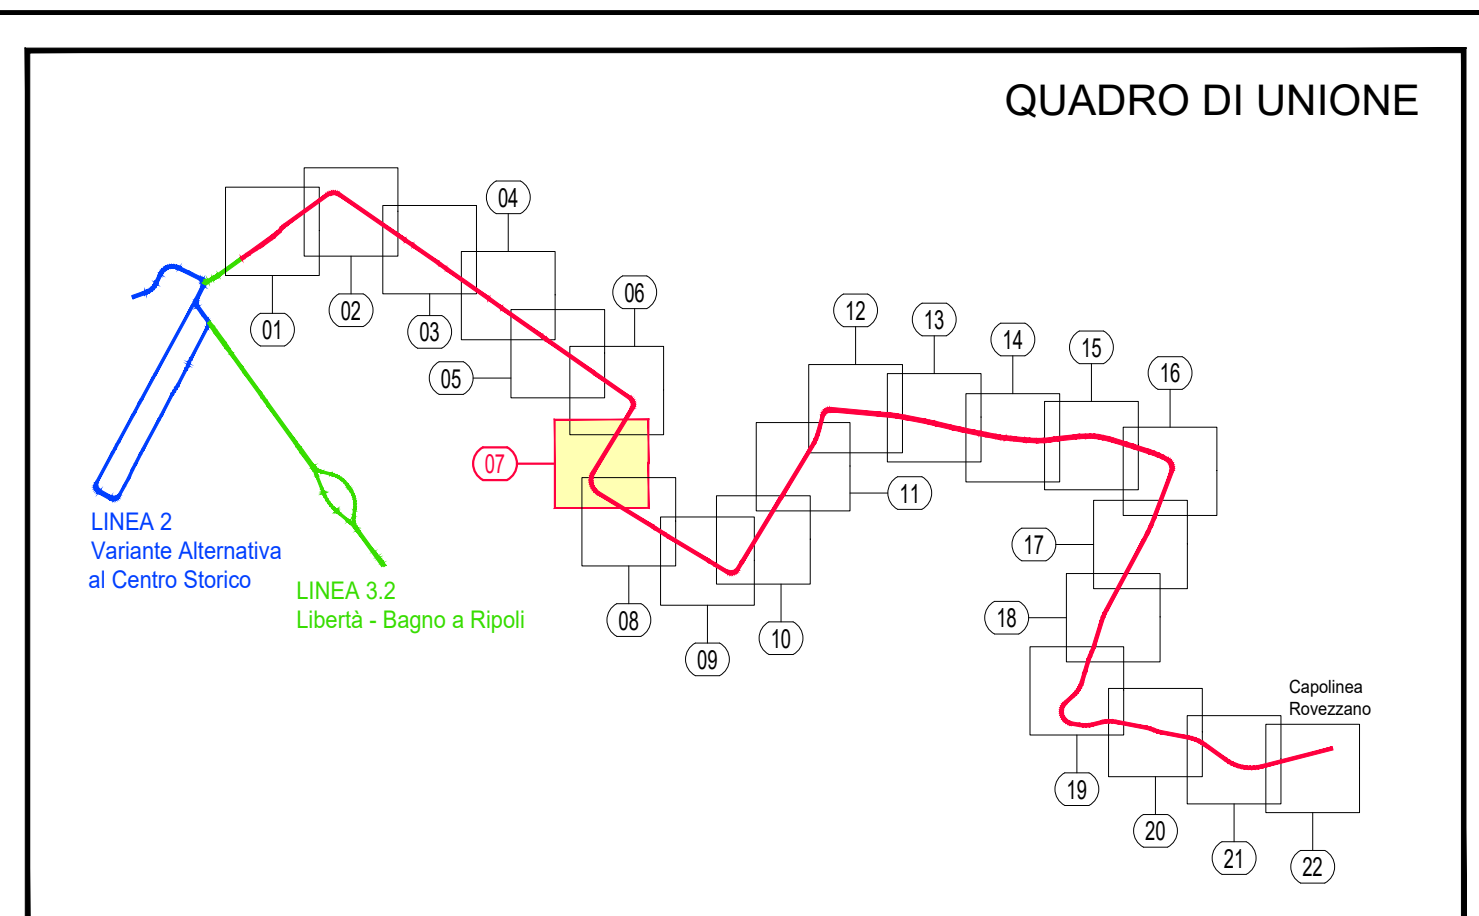 QUADRO DI UNIONE
04
06
12
02
01
03
13
14
15
05
16
07
11
LINEA 2
Variante Alternativa
al Centro Storico
17
LINEA 3.2
Libertà - Bagno a Ripoli
08
18
10
09
Capolinea
Rovezzano
19
20
21
22